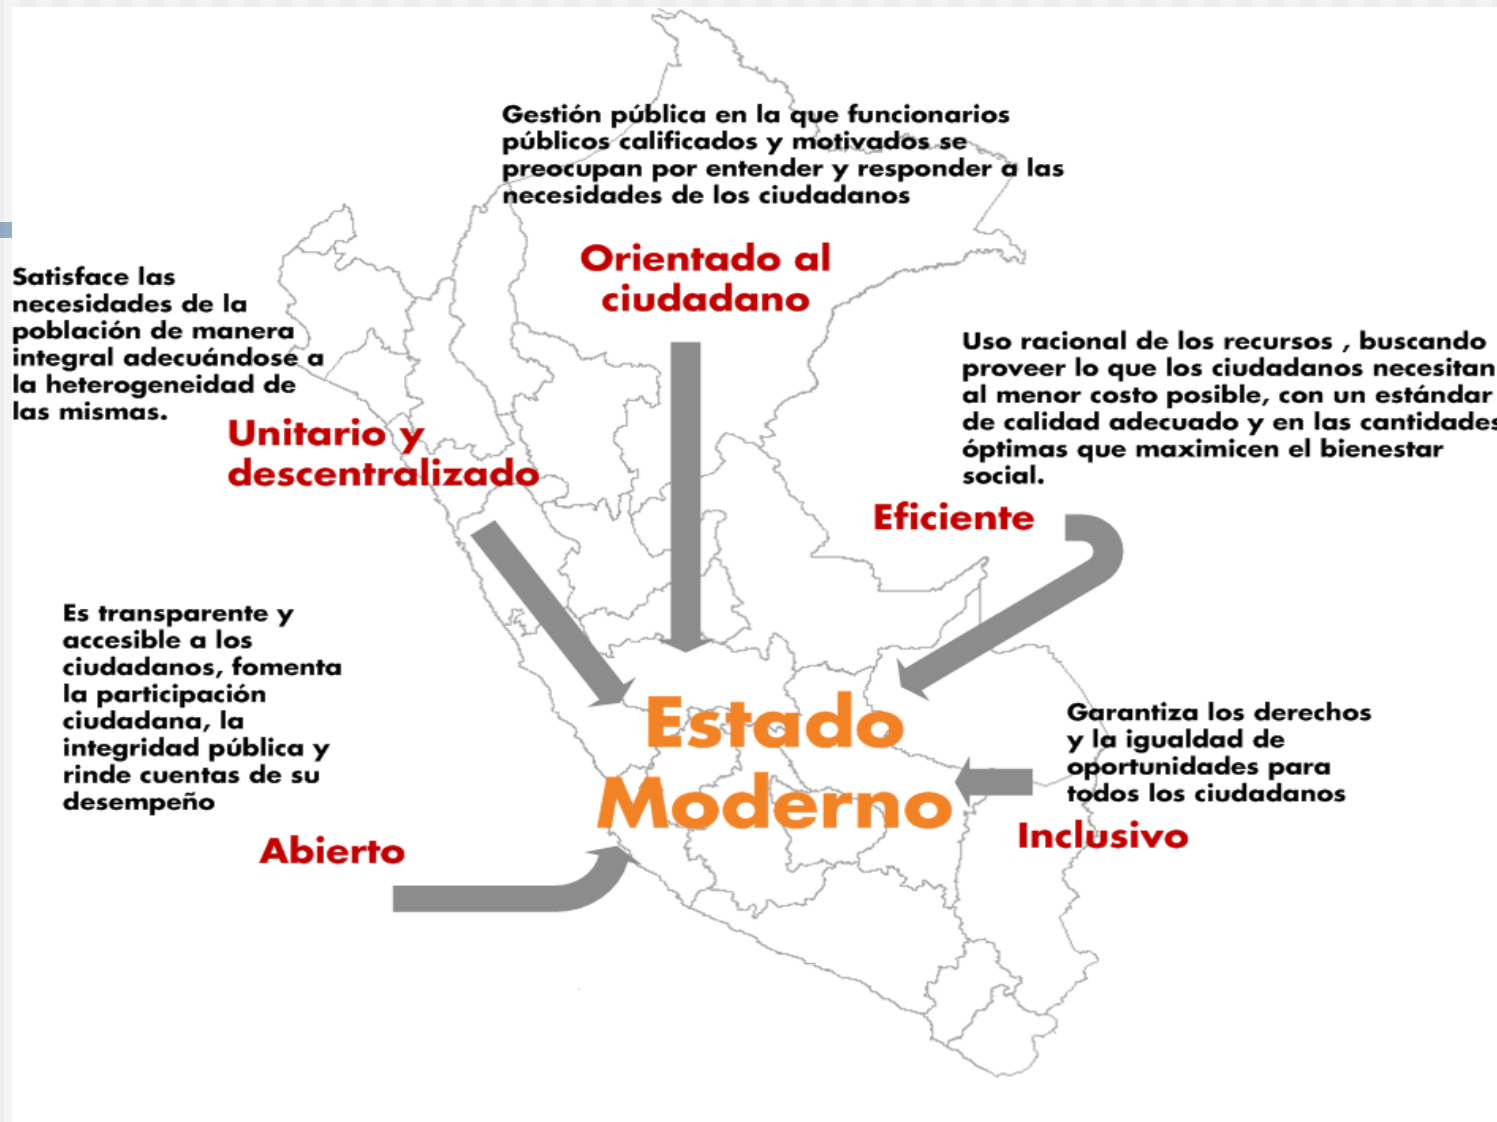 Gestión pública en la que funcionarios
públicos calificados y motivados se
preocupan por entender y responder a las
necesidades de los ciudadanos
Orientado al
ciudadano
Satisface las
necesidades de la
población de manera
integral adecuándose a
la heterogeneidad de
las mismas.
Unitario y
descentralizado
Uso racional de los recursos , buscando
proveer lo que los ciudadanos necesitan
al menor costo posible, con un estándar
de calidad adecuado y en las cantidades
óptimas que maximicen el bienestar
social.
Eficiente
Es transparente y
accesible a los
ciudadanos, fomenta
la participación
ciudadana, la
integridad pública y
rinde cuentas de su
desempeño
Abierto
Estado
Moderno
Garantiza los derechos
y la igualdad de
oportunidades para
todos los ciudadanos
Inclusivo